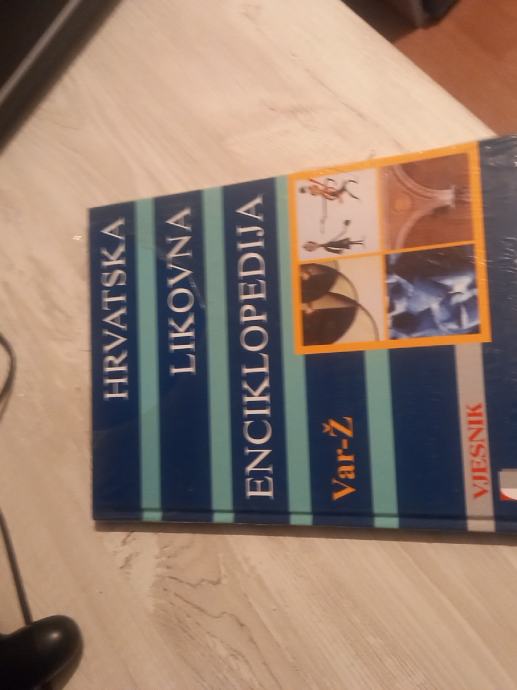 HRVATSKA
LIKOVNA
ENCIKLOPEDIJA
Var-Ž
VJESNIK